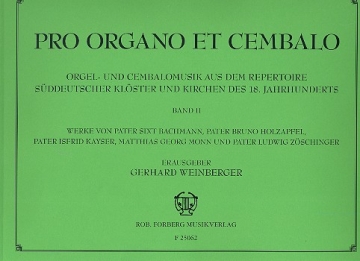 PRO ORGANO ET CEMBALO
ORGEL- UND CEMBALOMUSIK AUS DEM REPERTOIRE
SÜDDEUTSCHER KLÖSTER UND KIRCHEN DES 18. JAHRHUNDERTS
BAND II
WERKE VON PATER SIXT BACHMANN, PATER BRUNO HOLZAPFEL,
PATER ISFRID KAYSER, MATTHIAS GEORG MONN UND PATER LUDWIG ZÖSCHINGER
ERAUSGEBER
GERHARD WEINBERGER
ROB. FORBERG MUSIKVERLAG
F 25062